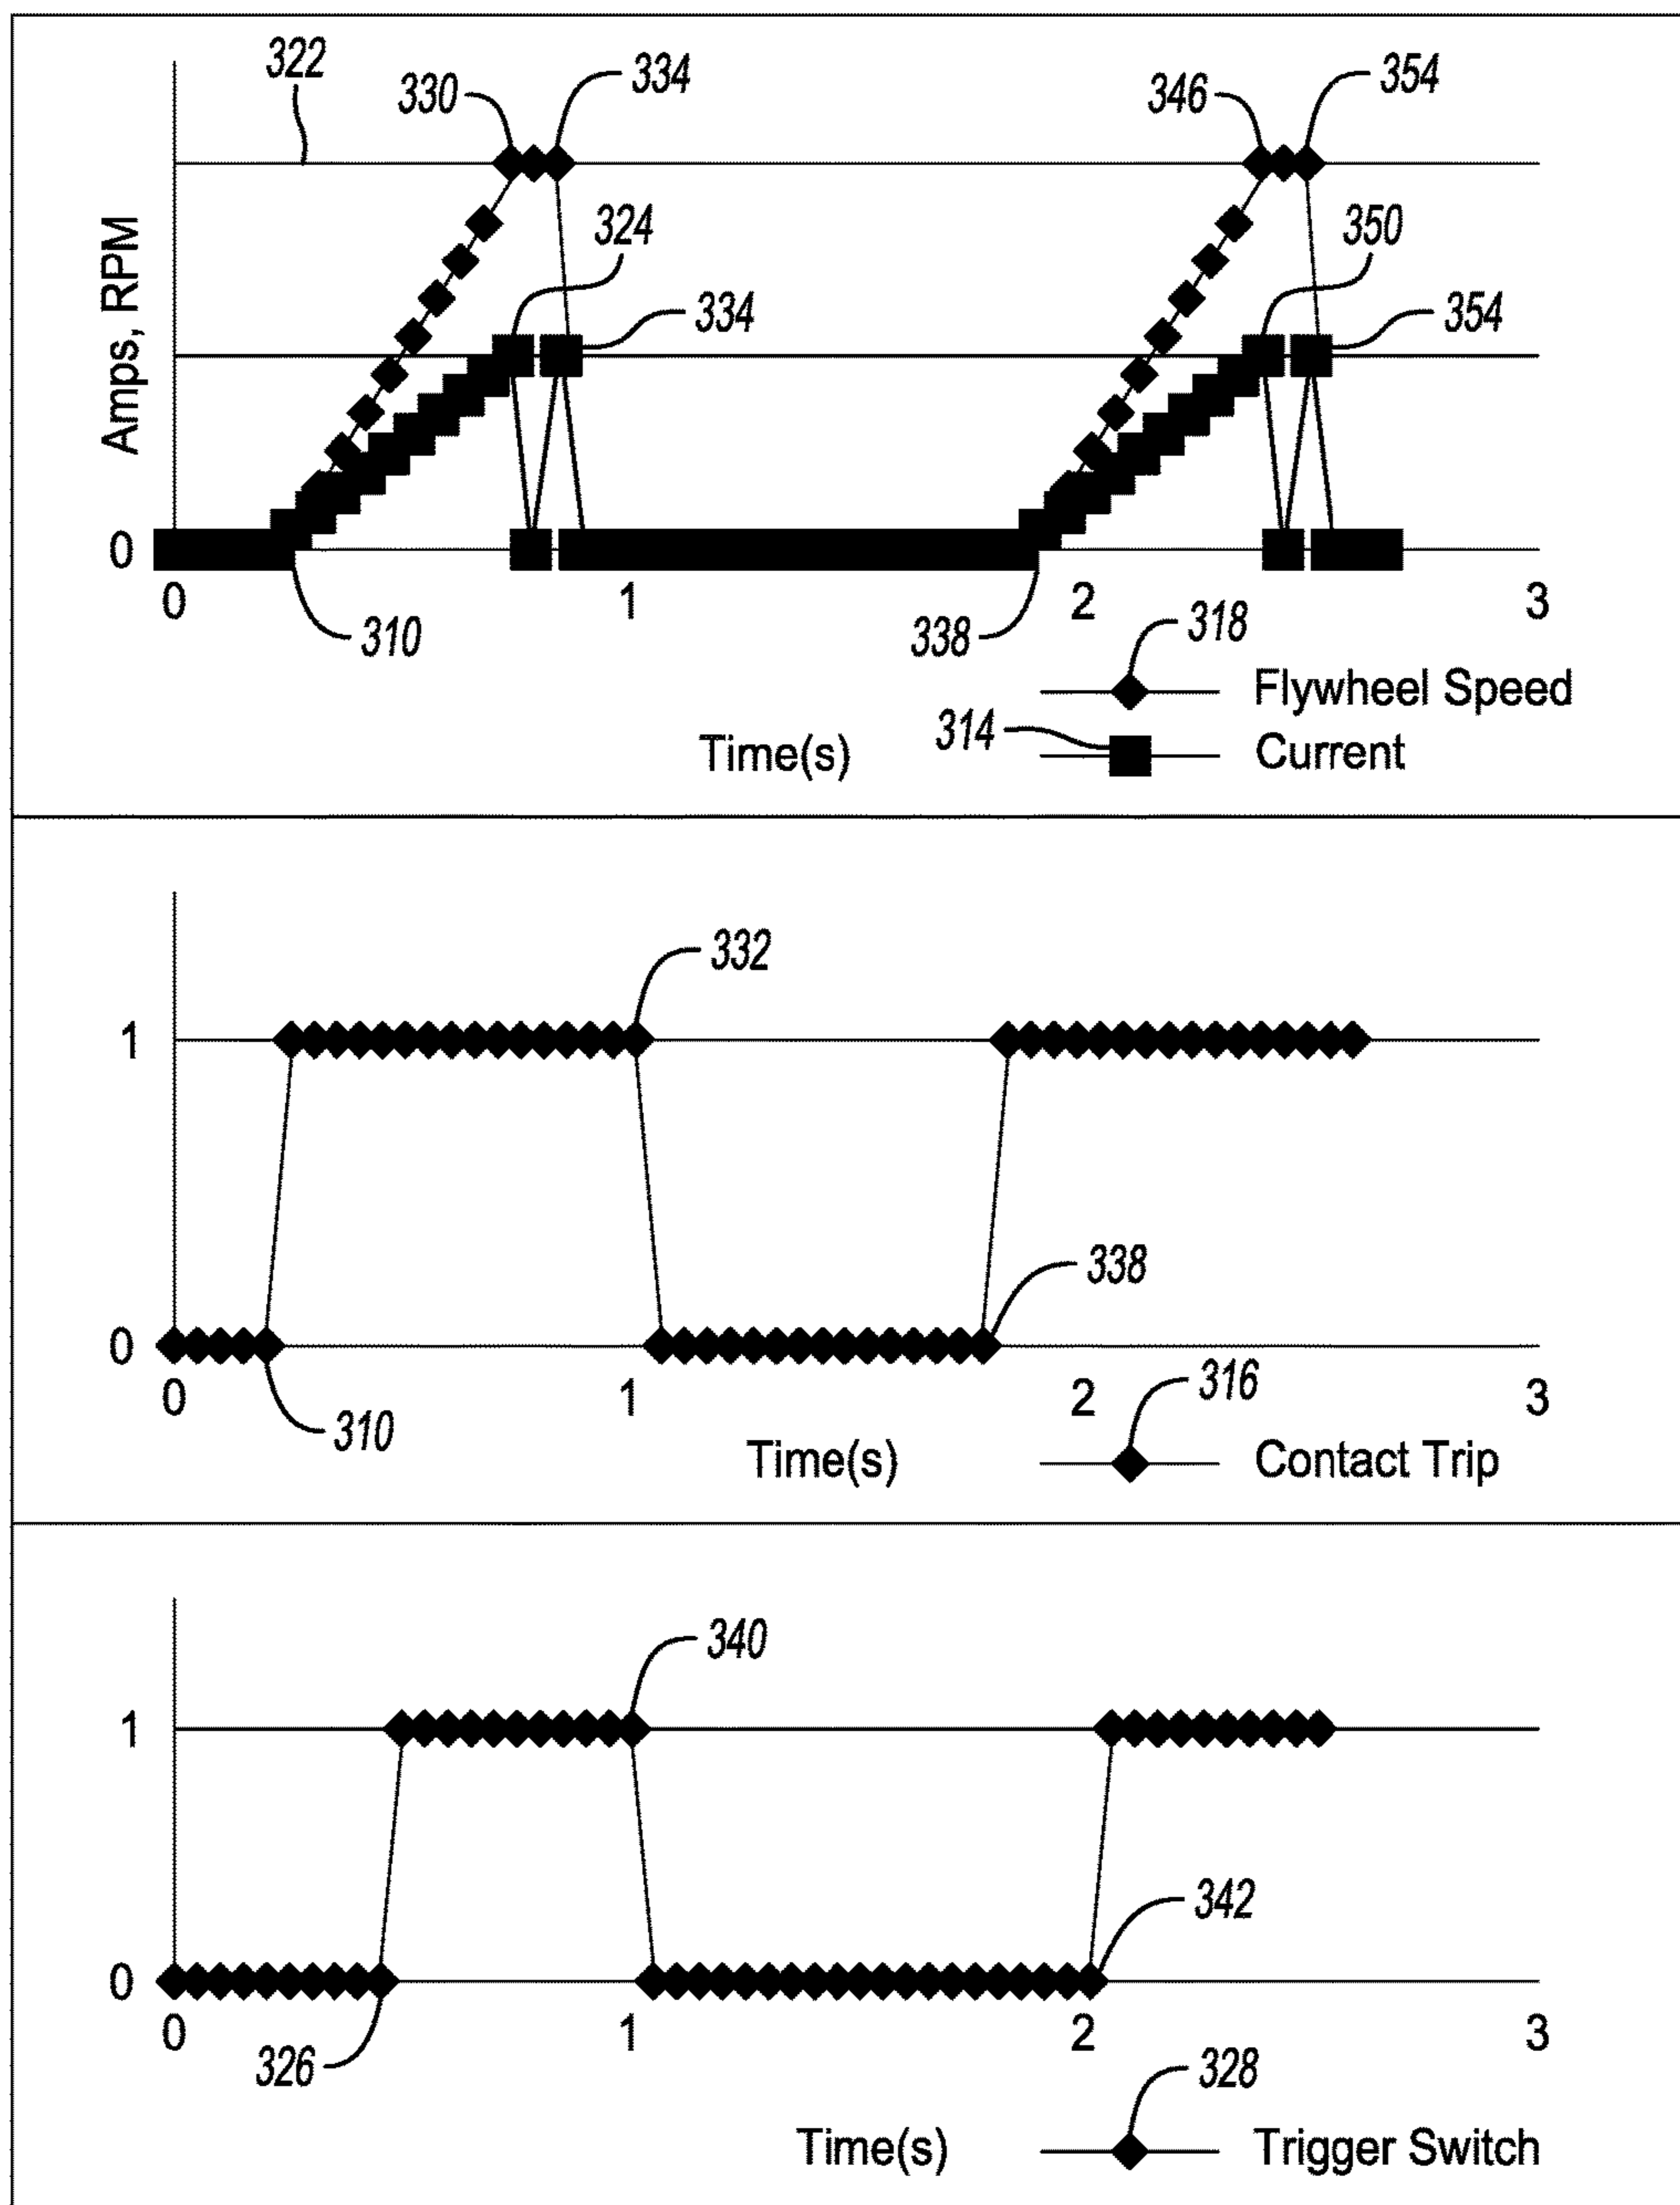 322
330
334
346
354
324
350
334
354
Amps, RPM
0
0 1 2 3
310
338
318
Flywheel Speed
314
Current
Time(s)
332
1
338
0
0 1 2 3
310
316
Time(s)
Contact Trip
340
1
342
0
0 1 2 3
326
328
Time(s)
Trigger Switch